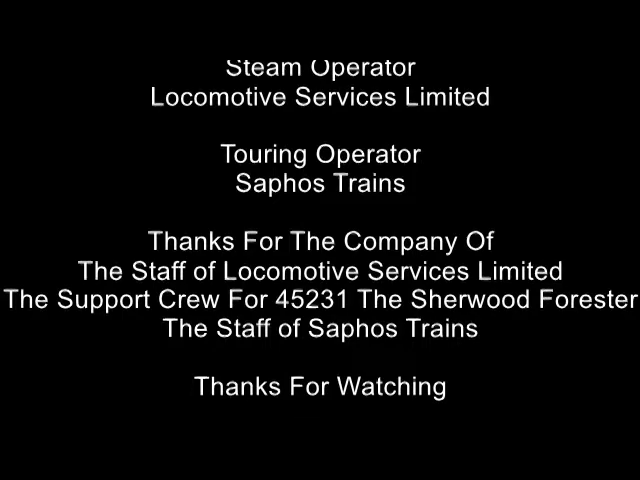 Steam Operator
Locomotive Services Limited
Touring Operator
Saphos Trains
Thanks For The Company Of
The Staff of Locomotive Services Limited
The Support Crew For 45231 The Sherwood Forester
The Staff of Saphos Trains
Thanks For Watching